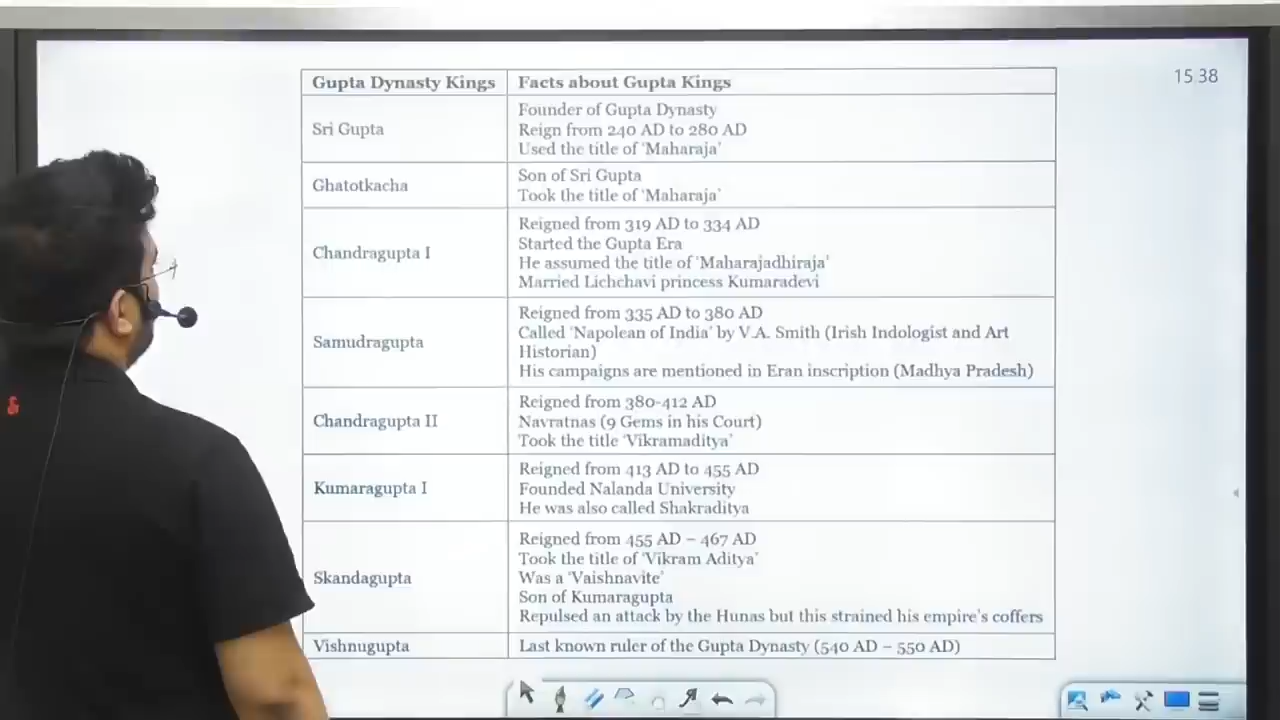 15 38
Gupta Dynasty Kings
Facts about Gupta Kings
Sri Gupta
Founder of Gupta Dynasty
Reign from 240 AD to 280 AD
Used the title of 'Maharaja'
Ghatotkacha
Son of Sri Gupta
Took the title of 'Maharaja'
Chandragupta I
Reigned from 319 AD to 334 AD
Started the Gupta Era
He assumed the title of 'Maharajadhiraja'
Married Lichchavi princess Kumaradevi
Samudragupta
Reigned from 335 AD to 380 AD
Called 'Napolean of India' by V.A. Smith (Irish Indologist and Art
Historian)
His campaigns are mentioned in Eran inscription (Madhya Pradesh)
Chandragupta II
Reigned from 380-412 AD
Navratnas (9 Gems in his Court)
Took the title 'Vikramaditya'
Kumaragupta I
Reigned from 413 AD to 455 AD
Founded Nalanda University
He was also called Shakraditya
Skandagupta
Reigned from 455 AD – 467 AD
Took the title of 'Vikram Aditya'
Was a 'Vaishnavite'
Son of Kumaragupta
Repulsed an attack by the Hunas but this strained his empire's coffers
Vishnugupta
Last known ruler of the Gupta Dynasty (540 AD – 550 AD)